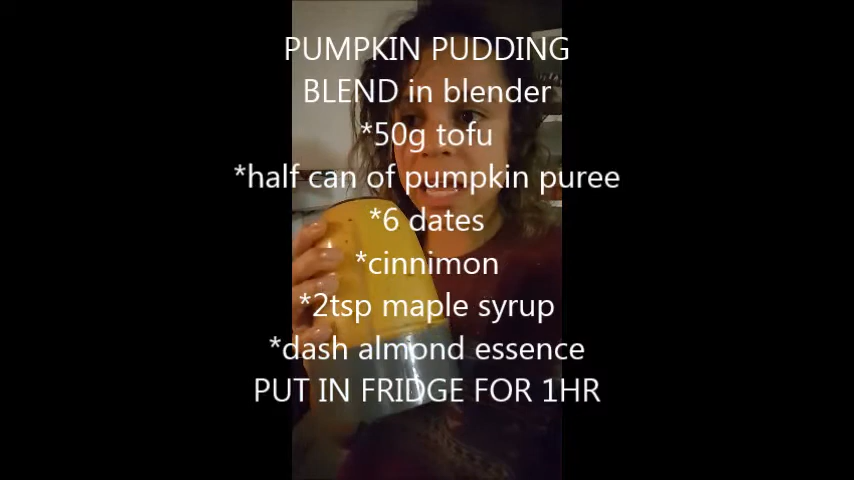 PUMPKIN PUDDING
BLEND in blender
*50g tofu
*half can of pumpkin puree
*6 dates
*cinnimon
*2tsp maple syrup
*dash almond essence
PUT IN FRIDGE FOR 1HR